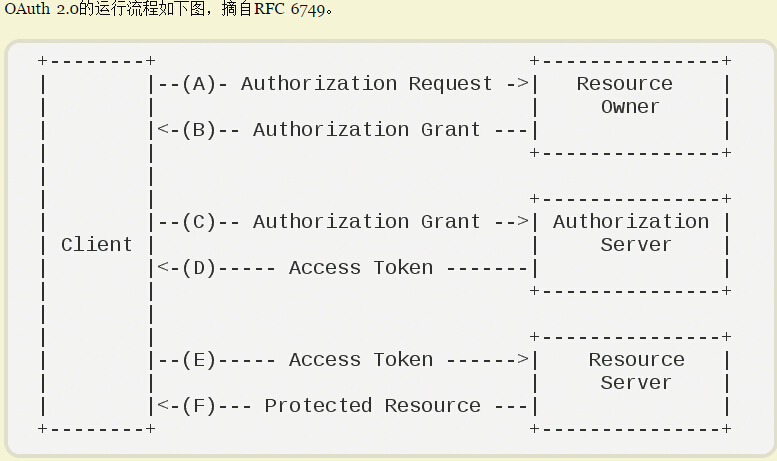 OAuth 2.0的运行流程如下图，摘自RFC 6749。
+--------+                               +---------------+
|        |--(A)- Authorization Request ->|   Resource    |
|        |                               |     Owner     |
|        |<-(B)-- Authorization Grant ---|               |
|        |                               +---------------+
|        |
|        |                               +---------------+
|        |--(C)-- Authorization Grant -->| Authorization |
| Client |                               |     Server    |
|        |<-(D)----- Access Token -------|               |
|        |                               +---------------+
|        |
|        |                               +---------------+
|        |--(E)----- Access Token ------>|    Resource   |
|        |                               |     Server    |
|        |<-(F)--- Protected Resource ---|               |
+--------+                               +---------------+